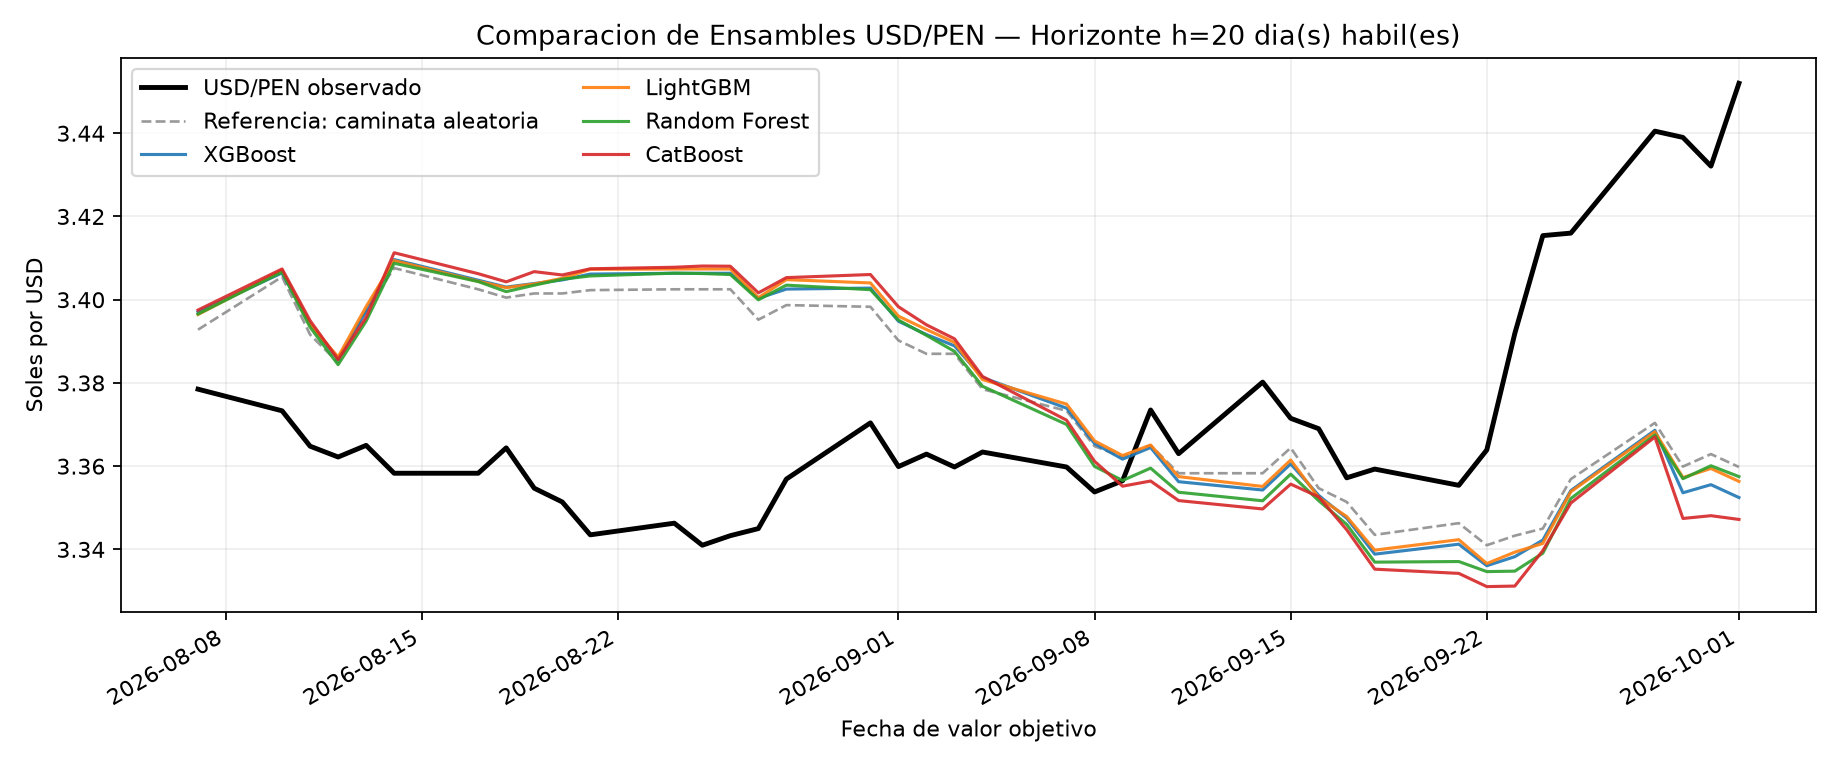 Comparacion de Ensambles USD/PEN — Horizonte h=20 dia(s) habil(es)
USD/PEN observado
Referencia: caminata aleatoria
XGBoost
LightGBM
Random Forest
CatBoost
Soles por USD
3.44
3.42
3.40
3.38
3.36
3.34
2026-08-08
2026-08-15
2026-08-22
2026-09-01
2026-09-08
2026-09-15
2026-09-22
2026-10-01
Fecha de valor objetivo